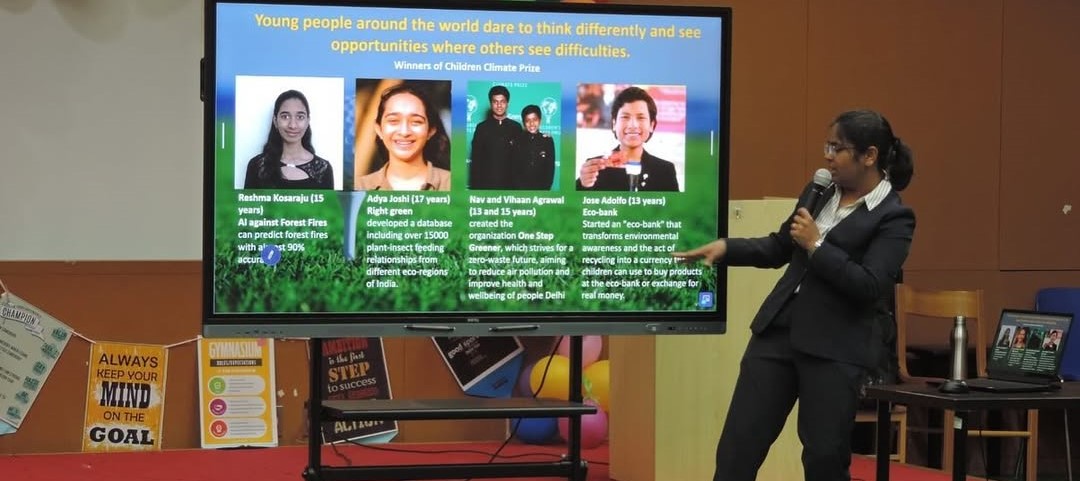 Young people around the world dare to think differently and see
opportunities where others see difficulties.
Winners of Children Climate Prize
Reshma Kosaraju (15
years)
AI against Forest Fires
can predict forest fires
with 90%
Adya Joshi (17 years)
Right green
developed a database
including over 15000
plant-insect feeding
relationships from
different eco-regions
of India.
Nav and Vihaan Agrawal
(13 and 15 years)
created the
organization One Step
Greener, which strives for a
zero-waste future, aiming
to reduce air pollution and
improve health and
wellbeing of people Delhi
Jose Adolfo (13 years)
Eco-bank
Started an "eco-bank" that
transforms environmental
awareness and the act of
recycling into a currency
children can use to buy products
at the eco-bank or exchange for
real money.
CHAMPION
ALWAYS
KEEP YOUR
MIND
ON THE
GOAL
GYMNASIUM
AMBITION
is the first
STEP
to success
ACTION